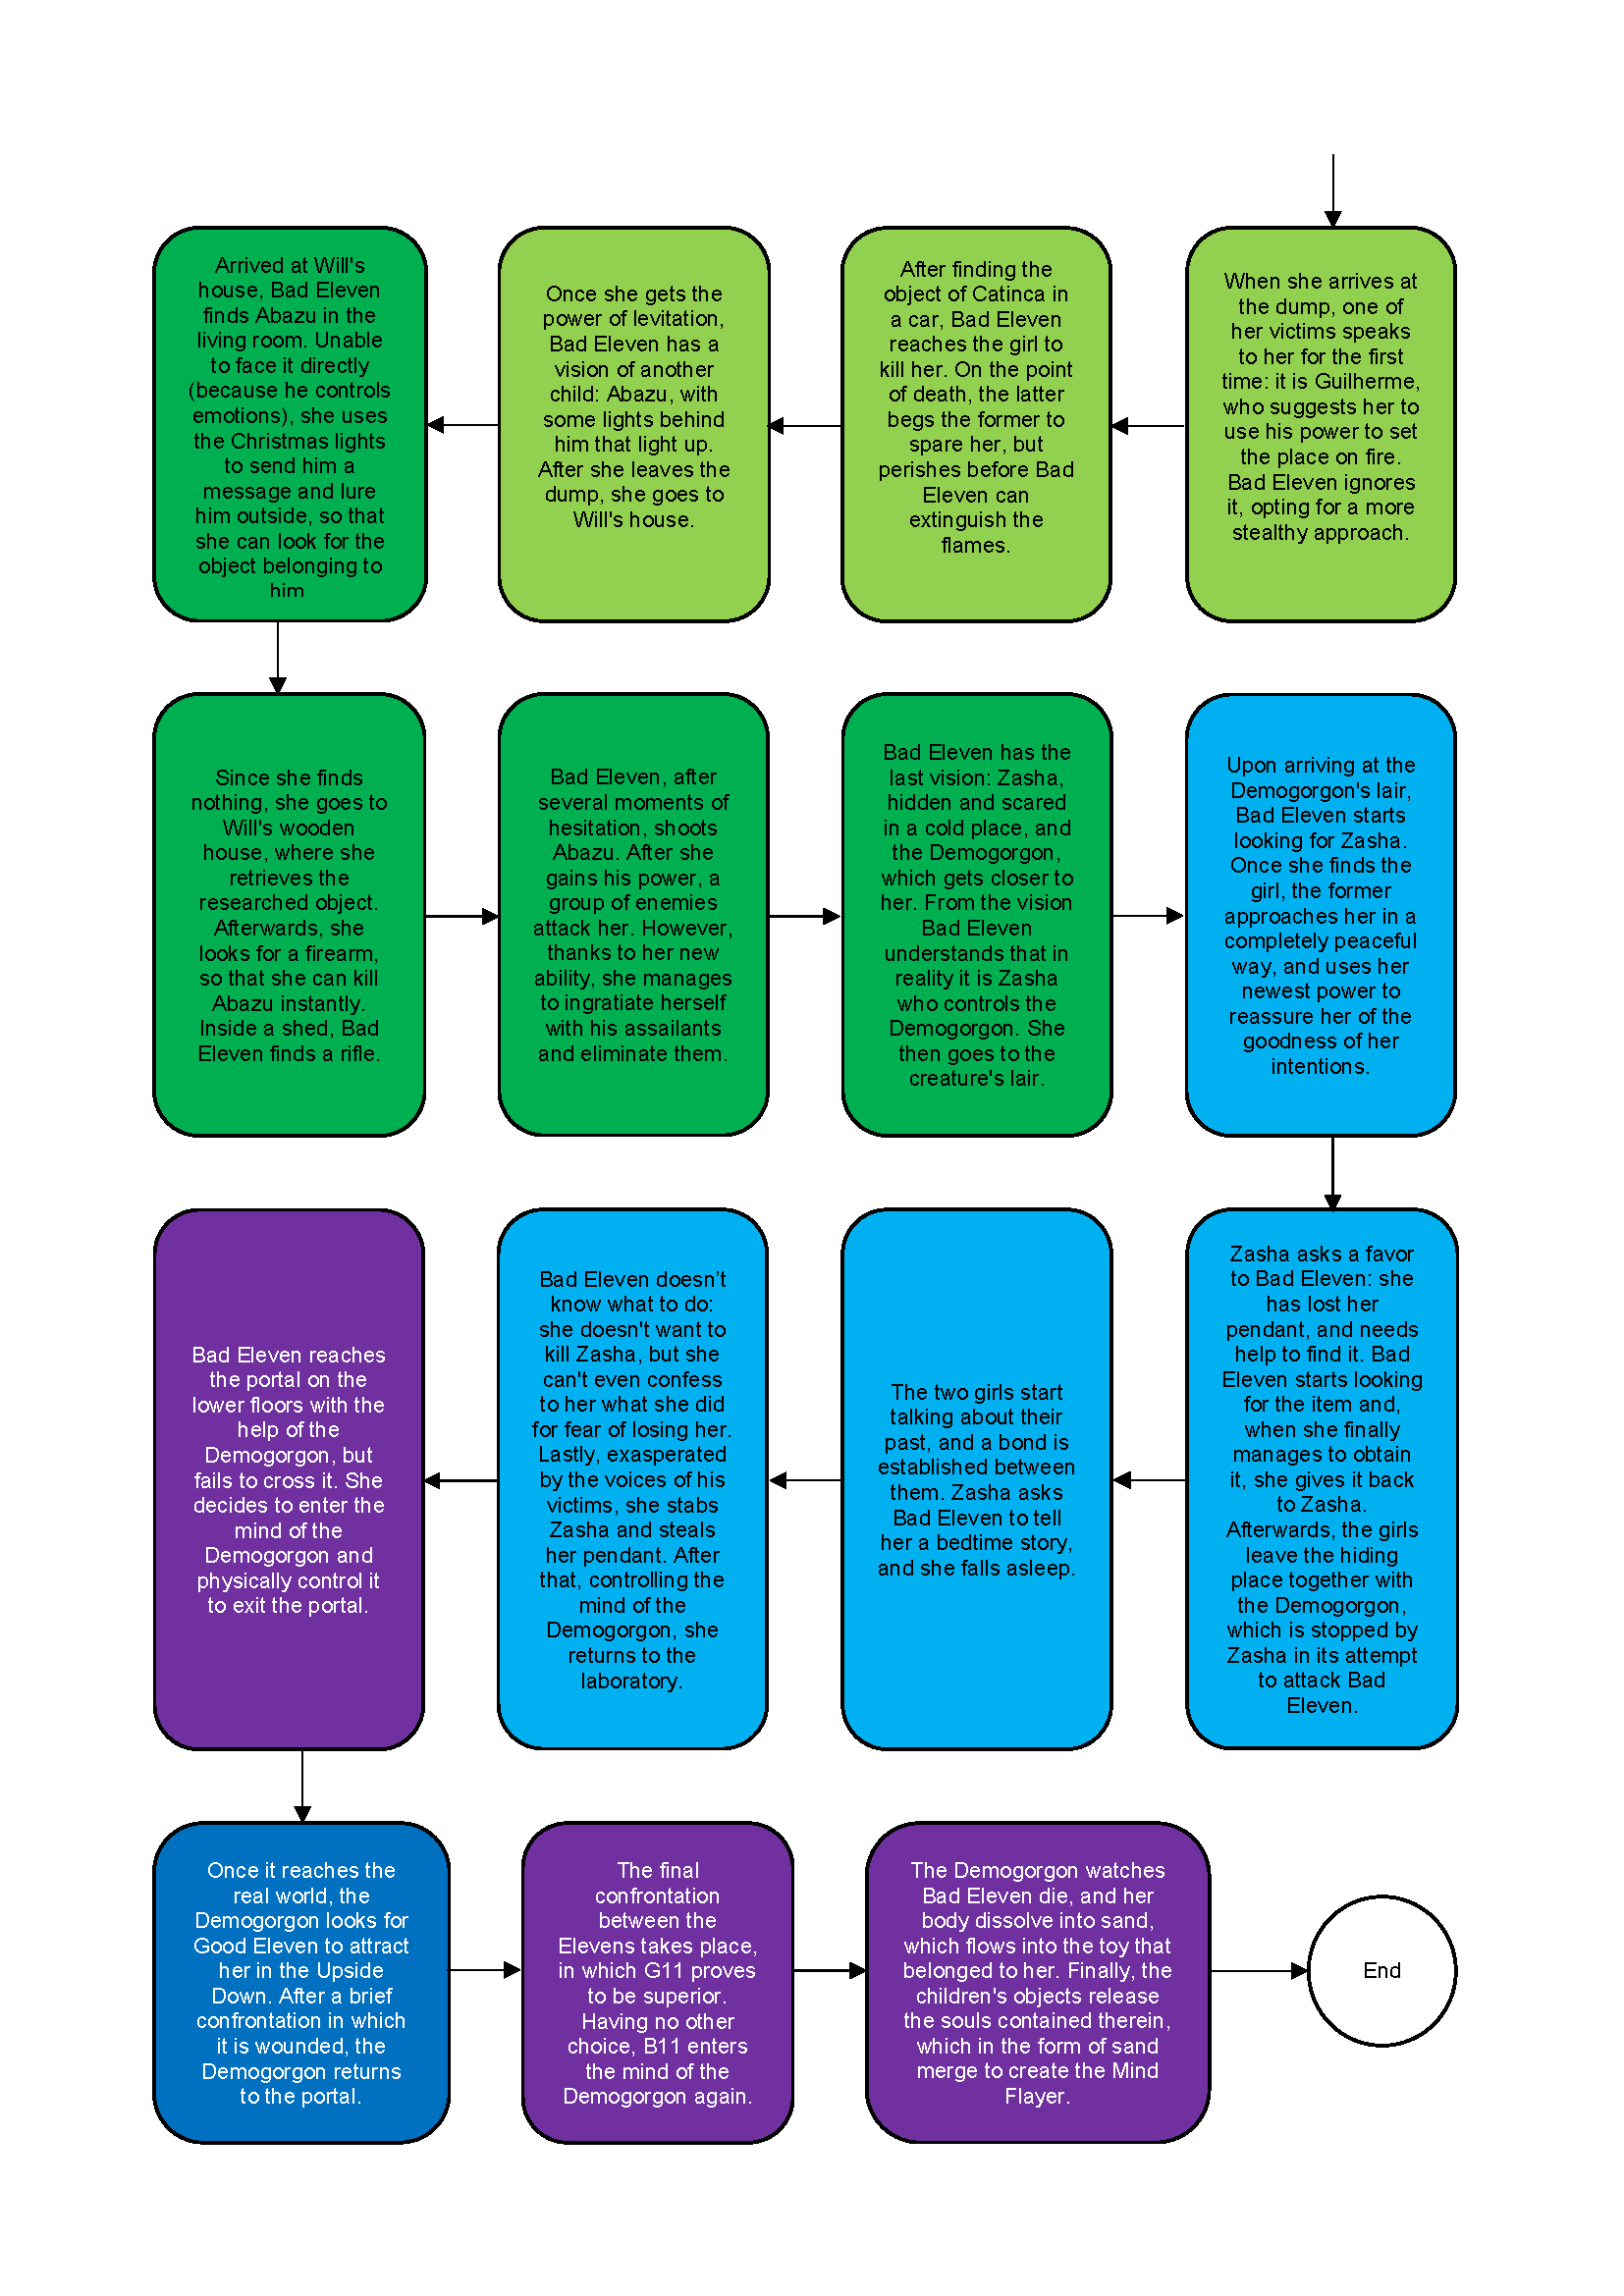 When she arrives at
the dump, one of
her victims speaks
to her for the first
time: it is Guilherme,
who suggests her to
use his power to set
the place on fire.
Bad Eleven ignores
it, opting for a more
stealthy approach.
After finding the
object of Catinca in
a car, Bad Eleven
reaches the girl to
kill her. On the point
of death, the latter
begs the former to
spare her, but
perishes before Bad
Eleven can
extinguish the
flames.
Once she gets the
power of levitation,
Bad Eleven has a
vision of another
child: Abazu, with
some lights behind
him that light up.
After she leaves the
dump, she goes to
Will's house.
Arrived at Will's
house, Bad Eleven
finds Abazu in the
living room. Unable
to face it directly
(because he controls
emotions), she uses
the Christmas lights
to send him a
message and lure
him outside, so that
she can look for the
object belonging to
him
Since she finds
nothing, she goes to
Will's wooden
house, where she
retrieves the
researched object.
Afterwards, she
looks for a firearm,
so that she can kill
Abazu instantly.
Inside a shed, Bad
Eleven finds a rifle.
Bad Eleven, after
several moments of
hesitation, shoots
Abazu. After she
gains his power, a
group of enemies
attack her. However,
thanks to her new
ability, she manages
to ingratiate herself
with his assailants
and eliminate them.
Bad Eleven has the
last vision: Zasha,
hidden and scared
in a cold place, and
the Demogorgon,
which gets closer to
her. From the vision
Bad Eleven
understands that in
reality it is Zasha
who controls the
Demogorgon. She
then goes to the
creature's lair.
Upon arriving at the
Demogorgon's lair,
Bad Eleven starts
looking for Zasha.
Once she finds the
girl, the former
approaches her in a
completely peaceful
way, and uses her
newest power to
reassure her of the
goodness of her
intentions.
Zasha asks a favor
to Bad Eleven: she
has lost her
pendant, and needs
help to find it. Bad
Eleven starts looking
for the item and,
when she finally
manages to obtain
it, she gives it back
to Zasha.
Afterwards, the girls
leave the hiding
place together with
the Demogorgon,
which is stopped by
Zasha in its attempt
to attack Bad
Eleven.
The two girls start
talking about their
past, and a bond is
established between
them. Zasha asks
Bad Eleven to tell
her a bedtime story,
and she falls asleep.
Bad Eleven doesn’t
know what to do:
she doesn't want to
kill Zasha, but she
can't even confess
to her what she did
for fear of losing her.
Lastly, exasperated
by the voices of his
victims, she stabs
Zasha and steals
her pendant. After
that, controlling the
mind of the
Demogorgon, she
returns to the
laboratory.
Bad Eleven reaches
the portal on the
lower floors with the
help of the
Demogorgon, but
fails to cross it. She
decides to enter the
mind of the
Demogorgon and
physically control it
to exit the portal.
Once it reaches the
real world, the
Demogorgon looks for
Good Eleven to attract
her in the Upside
Down. After a brief
confrontation in which
it is wounded, the
Demogorgon returns
to the portal.
The final
confrontation
between the
Elevens takes place,
in which G11 proves
to be superior.
Having no other
choice, B11 enters
the mind of the
Demogorgon again.
The Demogorgon watches
Bad Eleven die, and her
body dissolve into sand,
which flows into the toy that
belonged to her. Finally, the
children's objects release
the souls contained therein,
which in the form of sand
merge to create the Mind
Flayer.
End